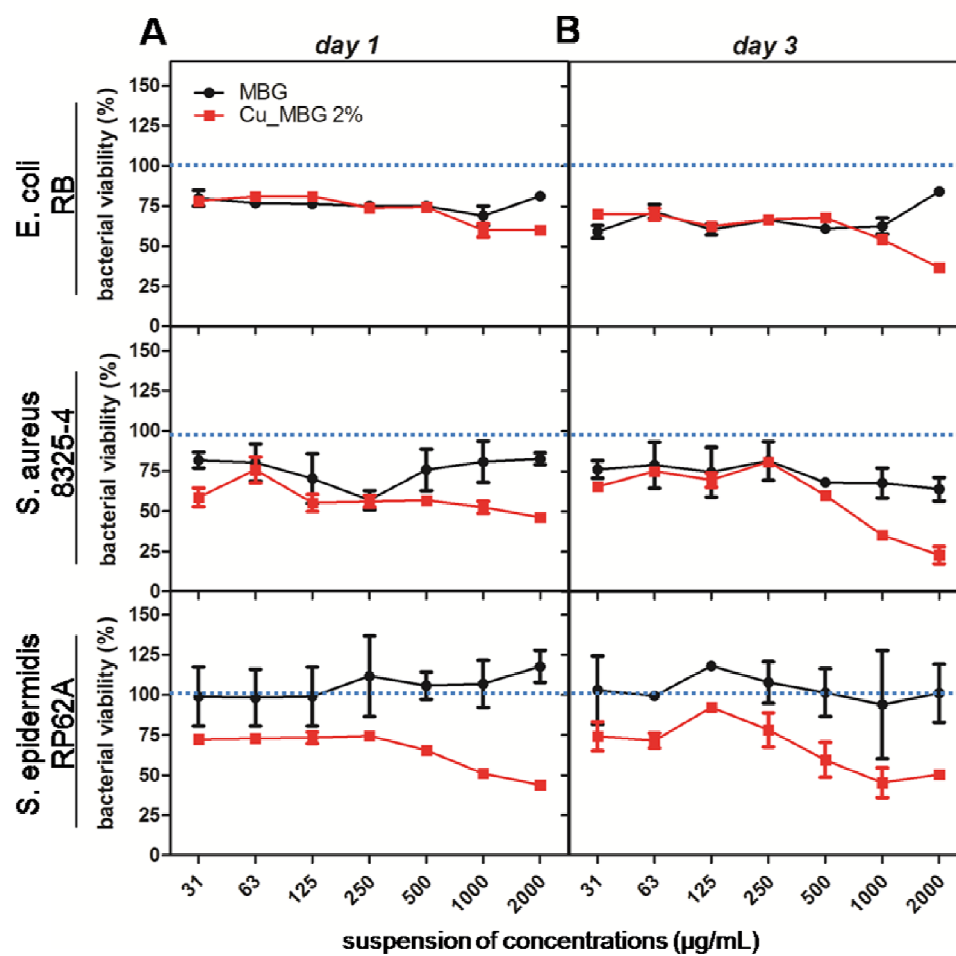 A
day 1
B
day 3
E. coli
RB
bacterial viability (%)
150
125
100
75
50
25
0
MBG
Cu_MBG 2%
S. aureus
8325-4
bacterial viability (%)
150
125
100
75
50
25
0
S. epidermidis
RP62A
bacterial viability (%)
150
125
100
75
50
25
0
31
63
125
250
500
1000
2000
31
63
125
250
500
1000
2000
suspension of concentrations (µg/mL)